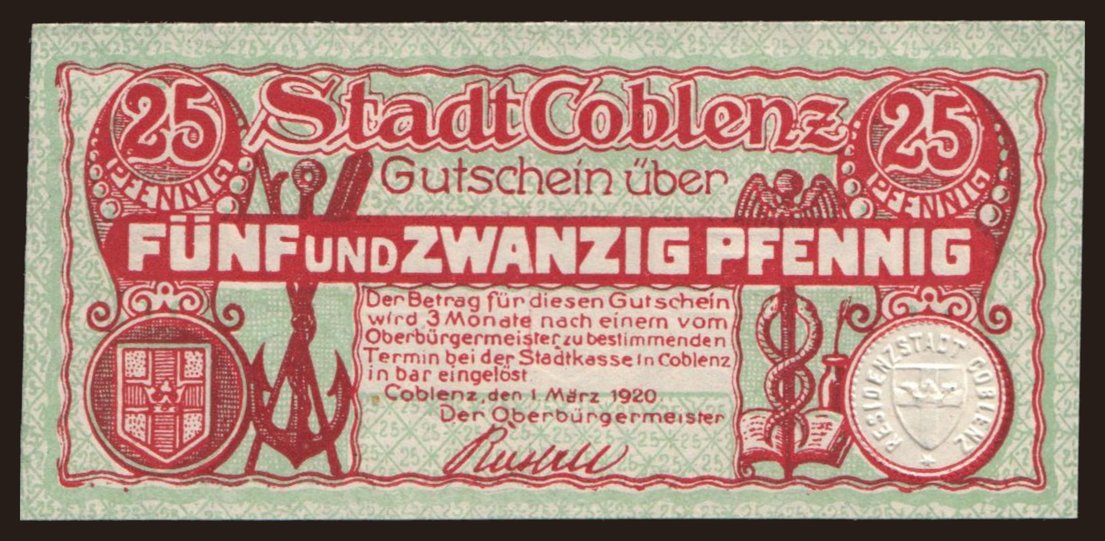 25 PFENNIG
Stadt Coblenz
25 PFENNIG
Gutschein über
FÜNF UND ZWANZIG PFENNIG
Der Betrag für diesen Gutschein
wird 3 Monate nach einem vom
Oberbürgermeister zu bestimmenden
Termin bei der Stadtkasse in Coblenz
in bar eingelöst.
Coblenz, den 1. März 1920.
Der Oberbürgermeister
Russell
RESIDENZSTADT COBLENZ